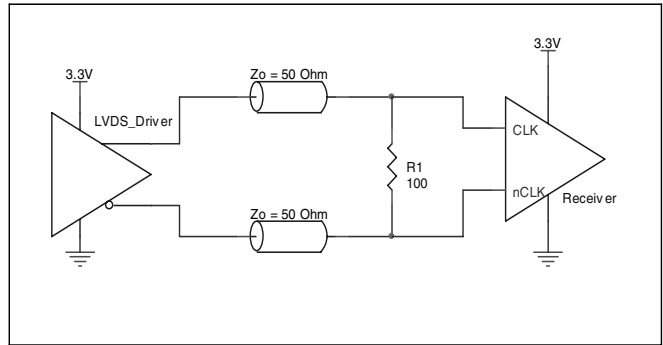 3.3V
3.3V
Zo = 50 Ohm
LVDS_Driver
CLK
R1
100
nCLK
Receiver
Zo = 50 Ohm